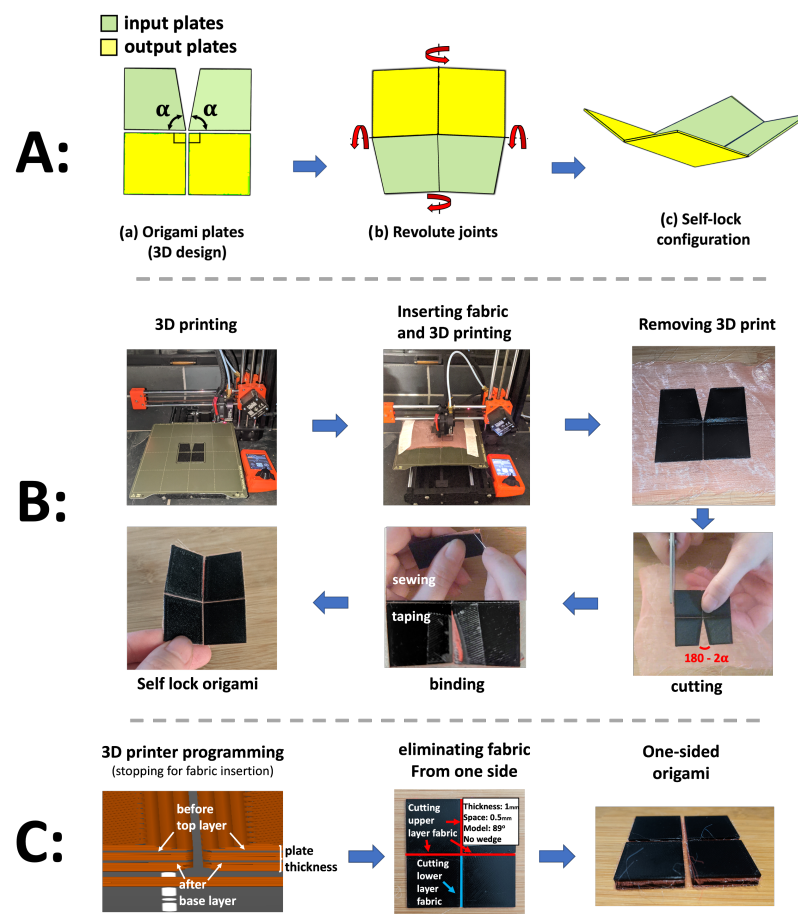 input plates
output plates
α α
A:
(a) Origami plates
(3D design)
(b) Revolute joints
(c) Self-lock
configuration
B:
3D printing
Inserting fabric
and 3D printing
Removing 3D print
180 - 2α
cutting
sewing
taping
binding
Self lock origami
C:
3D printer programming
(stopping for fabric insertion)
before
top layer
plate
thickness
after
base layer
eliminating fabric
From one side
Cutting
upper
layer fabric
Thickness: 1mm
Space: 0.5mm
Model: 89º
No wedge
Cutting
lower
layer
fabric
One-sided
origami